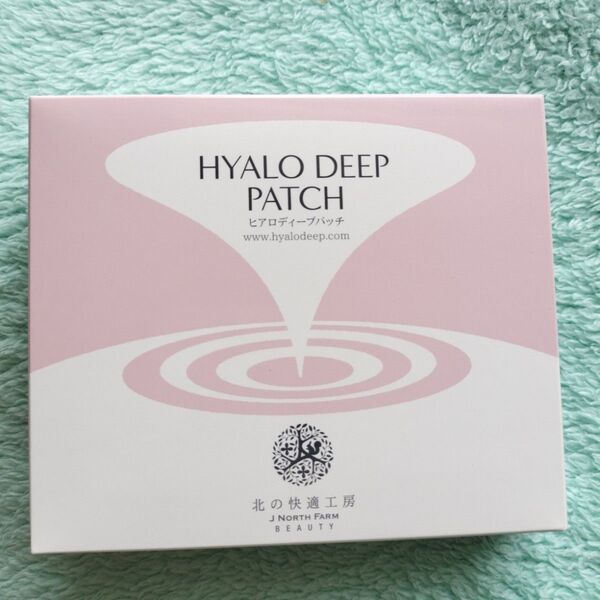 HYALO DEEP
PATCH
ヒアロディープパッチ
www.hyalodeep.com
北の快適工房
J NORTH FARM
BEAUTY